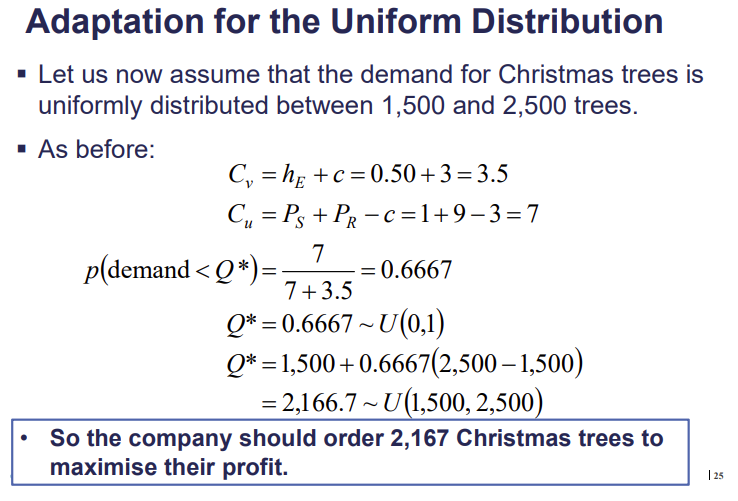 Adaptation for the Uniform Distribution
▪ Let us now assume that the demand for Christmas trees is
uniformly distributed between 1,500 and 2,500 trees.
▪ As before:
C_v = h_E + c = 0.50 + 3 = 3.5
C_u = P_S + P_R − c = 1 + 9 − 3 = 7
p(demand < Q*) = 7 / (7 + 3.5) = 0.6667
Q* = 0.6667 ~ U(0,1)
Q* = 1,500 + 0.6667(2,500 − 1,500)
= 2,166.7 ~ U(1,500, 2,500)
• So the company should order 2,167 Christmas trees to
maximise their profit.
| 25